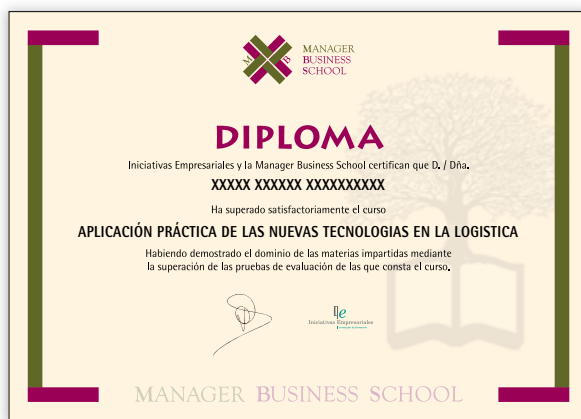 M B
MANAGER
BUSINESS
SCHOOL
DIPLOMA
Iniciativas Empresariales y la Manager Business School certifican que D. / Dña.
XXXXX XXXXXX XXXXXXXXXX
Ha superado satisfactoriamente el curso
APLICACIÓN PRÁCTICA DE LAS NUEVAS TECNOLOGIAS EN LA LOGISTICA
Habiendo demostrado el dominio de las materias impartidas mediante
la superación de las pruebas de evaluación de las que consta el curso.
Ie
Iniciativas Empresariales
MANAGER BUSINESS SCHOOL